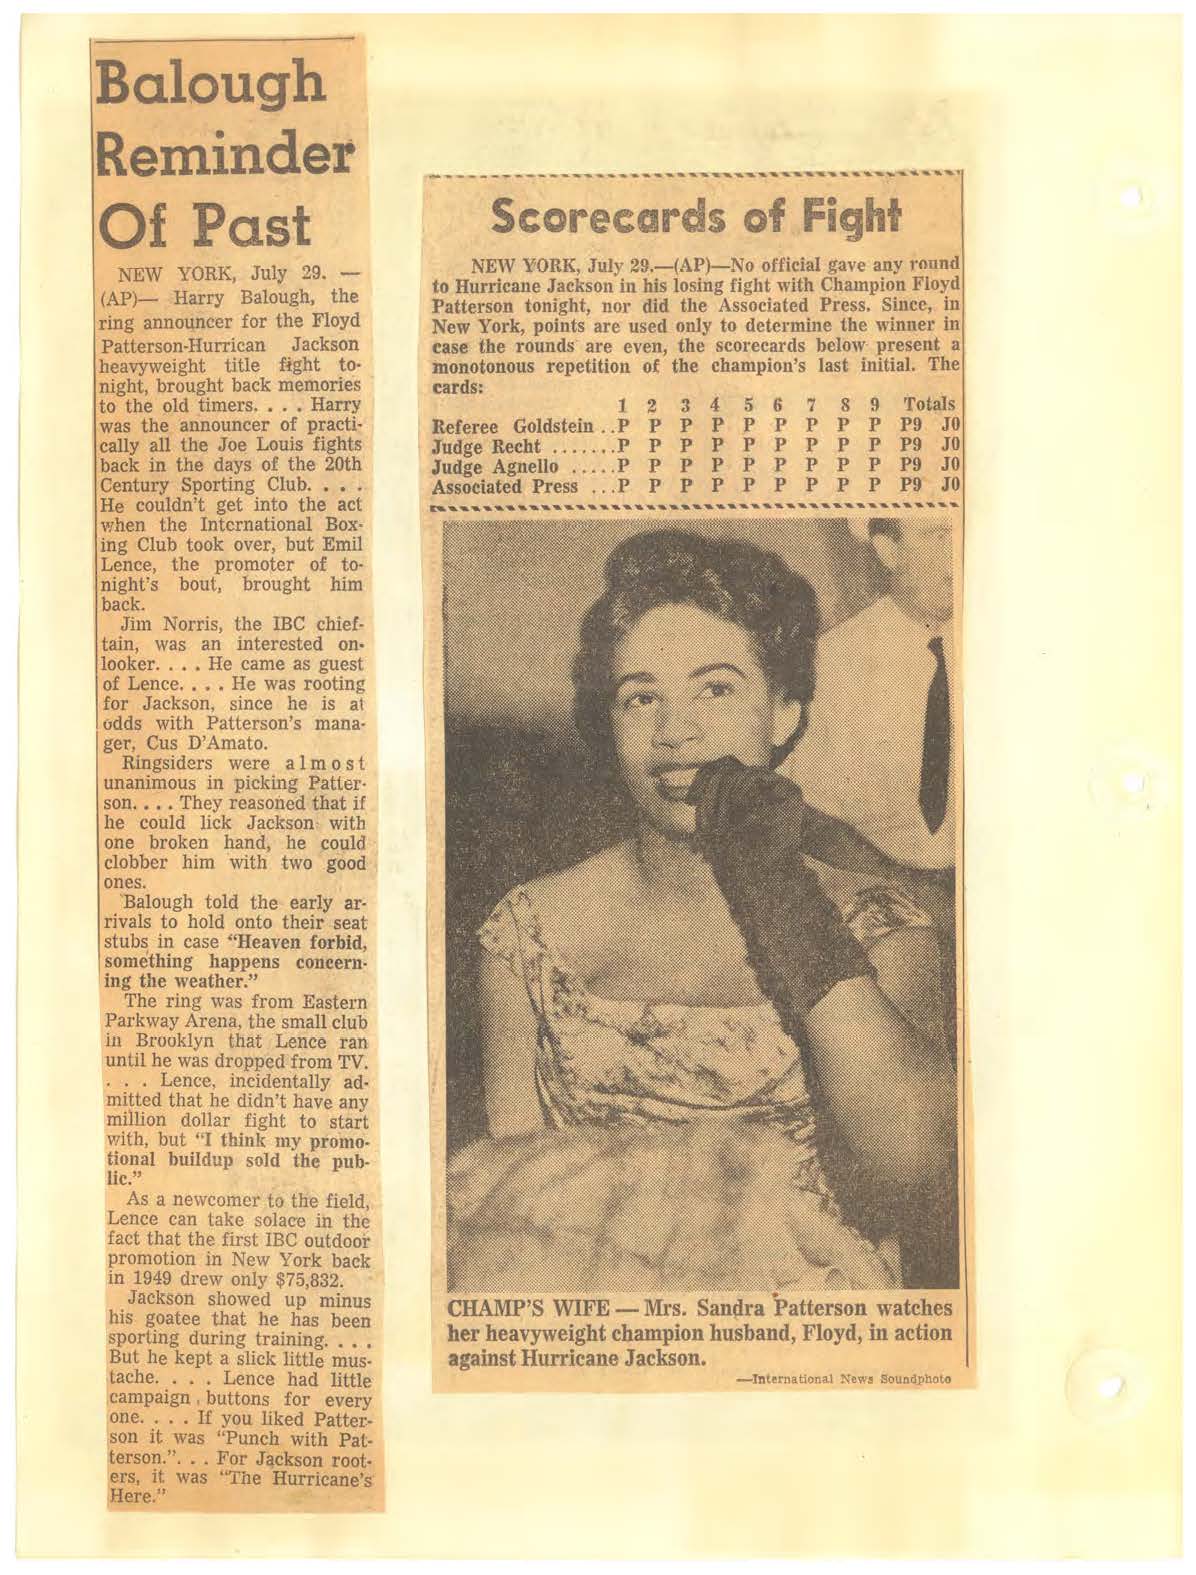 Balough
Reminder
Of Past
NEW YORK, July 29. —
(AP)— Harry Balough, the
ring announcer for the Floyd
Patterson-Hurrican Jackson
heavyweight title fight to-
night, brought back memories
to the old timers. . . . Harry
was the announcer of practi-
cally all the Joe Louis fights
back in the days of the 20th
Century Sporting Club. . . .
He couldn't get into the act
when the International Box-
ing Club took over, but Emil
Lence, the promoter of to-
night's bout, brought him
back.
Jim Norris, the IBC chief-
tain, was an interested on-
looker. . . . He came as guest
of Lence. . . . He was rooting
for Jackson, since he is at
odds with Patterson's mana-
ger, Cus D'Amato.
Ringsiders were almost
unanimous in picking Patter-
son. . . . They reasoned that if
he could lick Jackson with
one broken hand, he could
clobber him with two good
ones.
Balough told the early ar-
rivals to hold onto their seat
stubs in case "Heaven forbid,
something happens concern-
ing the weather."
The ring was from Eastern
Parkway Arena, the small club
in Brooklyn that Lence ran
until he was dropped from TV.
. . . Lence, incidentally ad-
mitted that he didn't have any
million dollar fight to start
with, but "I think my promo-
tional buildup sold the pub-
lic."
As a newcomer to the field,
Lence can take solace in the
fact that the first IBC outdoor
promotion in New York back
in 1949 drew only $75,832.
Jackson showed up minus
his goatee that he has been
sporting during training. . . .
But he kept a slick little mus-
tache. . . . Lence had little
campaign buttons for every
one. . . . If you liked Patter-
son it was "Punch with Pat-
terson.". . . For Jackson root-
ers, it was "The Hurricane's
Here."
Scorecards of Fight
NEW YORK, July 29.—(AP)—No official gave any round
to Hurricane Jackson in his losing fight with Champion Floyd
Patterson tonight, nor did the Associated Press. Since, in
New York, points are used only to determine the winner in
case the rounds are even, the scorecards below present a
monotonous repetition of the champion's last initial. The
cards:
1 2 3 4 5 6 7 8 9 Totals
Referee Goldstein ..P P P P P P P P P P9 J0
Judge Recht .......P P P P P P P P P P9 J0
Judge Agnello .....P P P P P P P P P P9 J0
Associated Press ...P P P P P P P P P P9 J0
CHAMP'S WIFE — Mrs. Sandra Patterson watches
her heavyweight champion husband, Floyd, in action
against Hurricane Jackson.
—International News Soundphoto